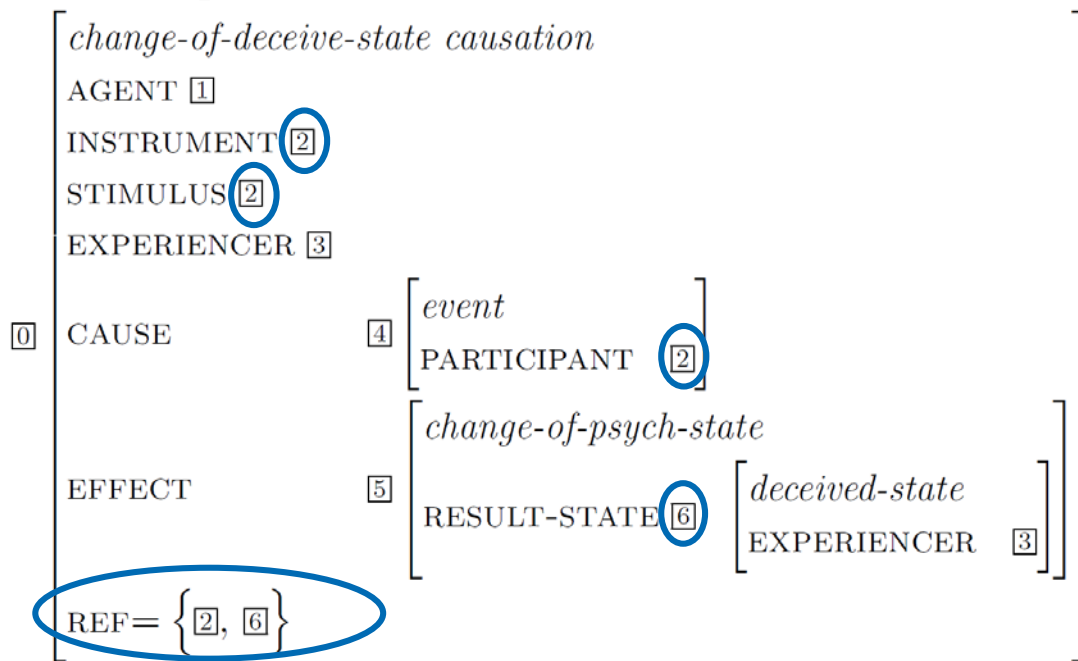 change-of-deceive-state causation
AGENT 1
INSTRUMENT 2
STIMULUS 2
EXPERIENCER 3
event
0 CAUSE 4
PARTICIPANT 2
change-of-psych-state
deceived-state
EFFECT 5
RESULT-STATE 6
EXPERIENCER 3
REF= {2, 6}